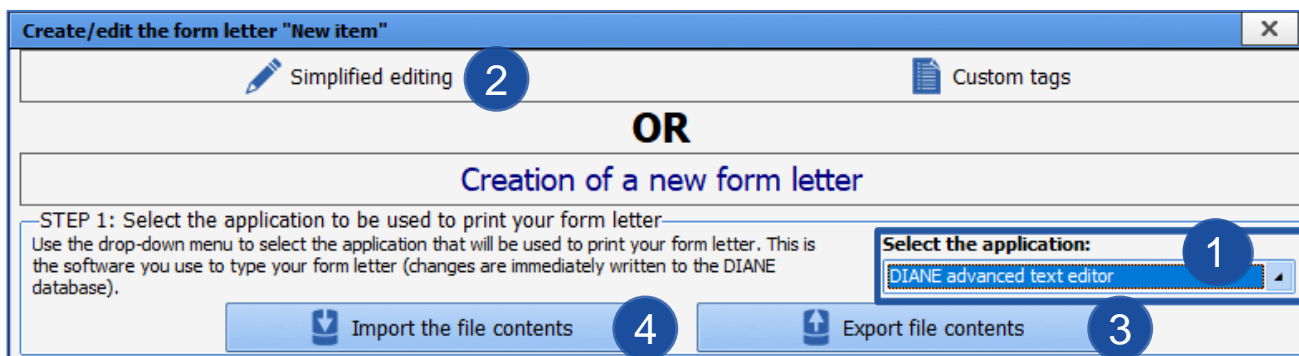 Create/edit the form letter "New item"
Simplified editing 2 Custom tags
OR
Creation of a new form letter
STEP 1: Select the application to be used to print your form letter
Use the drop-down menu to select the application that will be used to print your form letter. This is
the software you use to type your form letter (changes are immediately written to the DIANE
database).
Select the application: 1
DIANE advanced text editor
Import the file contents 4 Export file contents 3